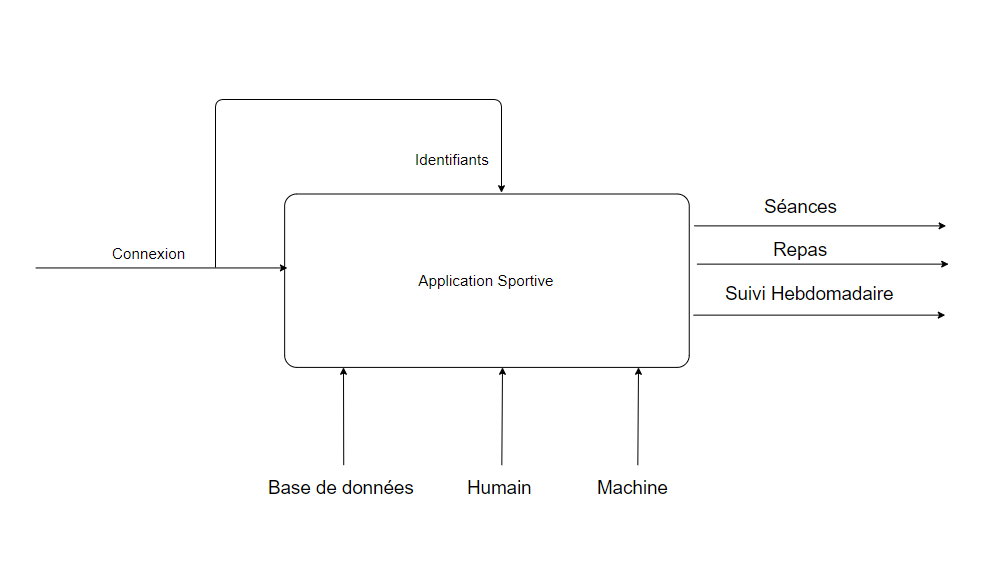 Identifiants
Séances
Connexion
Repas
Application Sportive
Suivi Hebdomadaire
Base de données
Humain
Machine